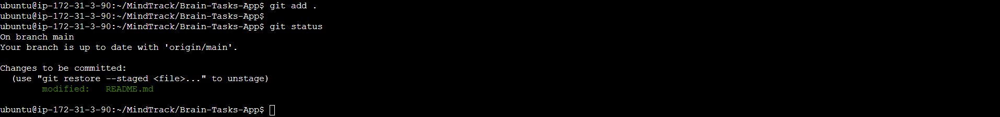 ubuntu@ip-172-31-3-90:~/MindTrack/Brain-Tasks-App$ git add .
ubuntu@ip-172-31-3-90:~/MindTrack/Brain-Tasks-App$
ubuntu@ip-172-31-3-90:~/MindTrack/Brain-Tasks-App$ git status
On branch main
Your branch is up to date with 'origin/main'.

Changes to be committed:
  (use "git restore --staged <file>..." to unstage)
        modified:   README.md

ubuntu@ip-172-31-3-90:~/MindTrack/Brain-Tasks-App$